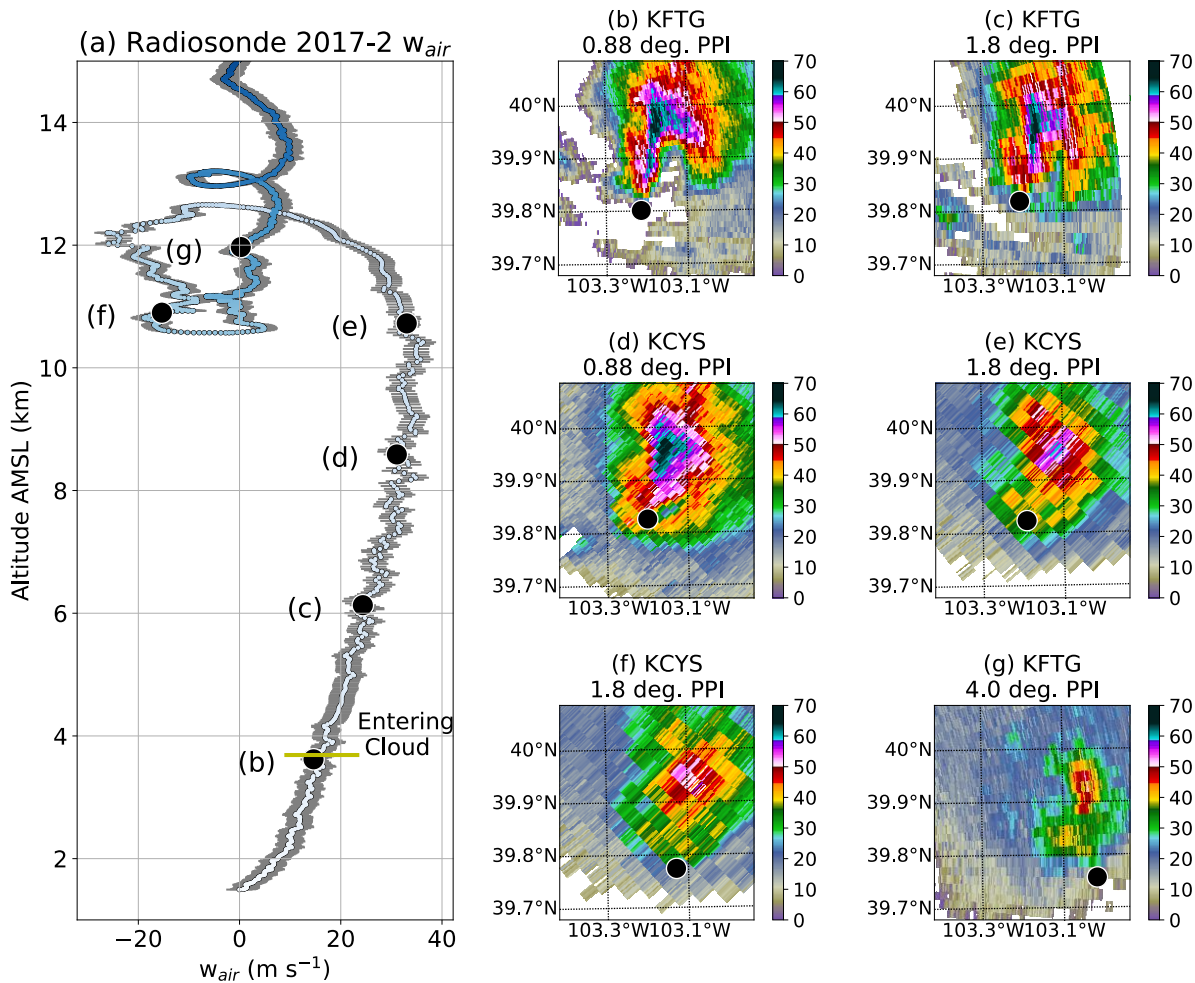 (a) Radiosonde 2017-2 w_air
Altitude AMSL (km)
14
12
10
8
6
4
2
−20
0
20
40
w_air (m s⁻¹)
(g)
(f)
(e)
(d)
(c)
(b)
Entering
Cloud
(b) KFTG
0.88 deg. PPI
40°N
39.9°N
39.8°N
39.7°N
103.3°W
103.1°W
70
60
50
40
30
20
10
0
(c) KFTG
1.8 deg. PPI
40°N
39.9°N
39.8°N
39.7°N
103.3°W
103.1°W
70
60
50
40
30
20
10
0
(d) KCYS
0.88 deg. PPI
40°N
39.9°N
39.8°N
39.7°N
103.3°W
103.1°W
70
60
50
40
30
20
10
0
(e) KCYS
1.8 deg. PPI
40°N
39.9°N
39.8°N
39.7°N
103.3°W
103.1°W
70
60
50
40
30
20
10
0
(f) KCYS
1.8 deg. PPI
40°N
39.9°N
39.8°N
39.7°N
103.3°W
103.1°W
70
60
50
40
30
20
10
0
(g) KFTG
4.0 deg. PPI
40°N
39.9°N
39.8°N
39.7°N
103.3°W
103.1°W
70
60
50
40
30
20
10
0